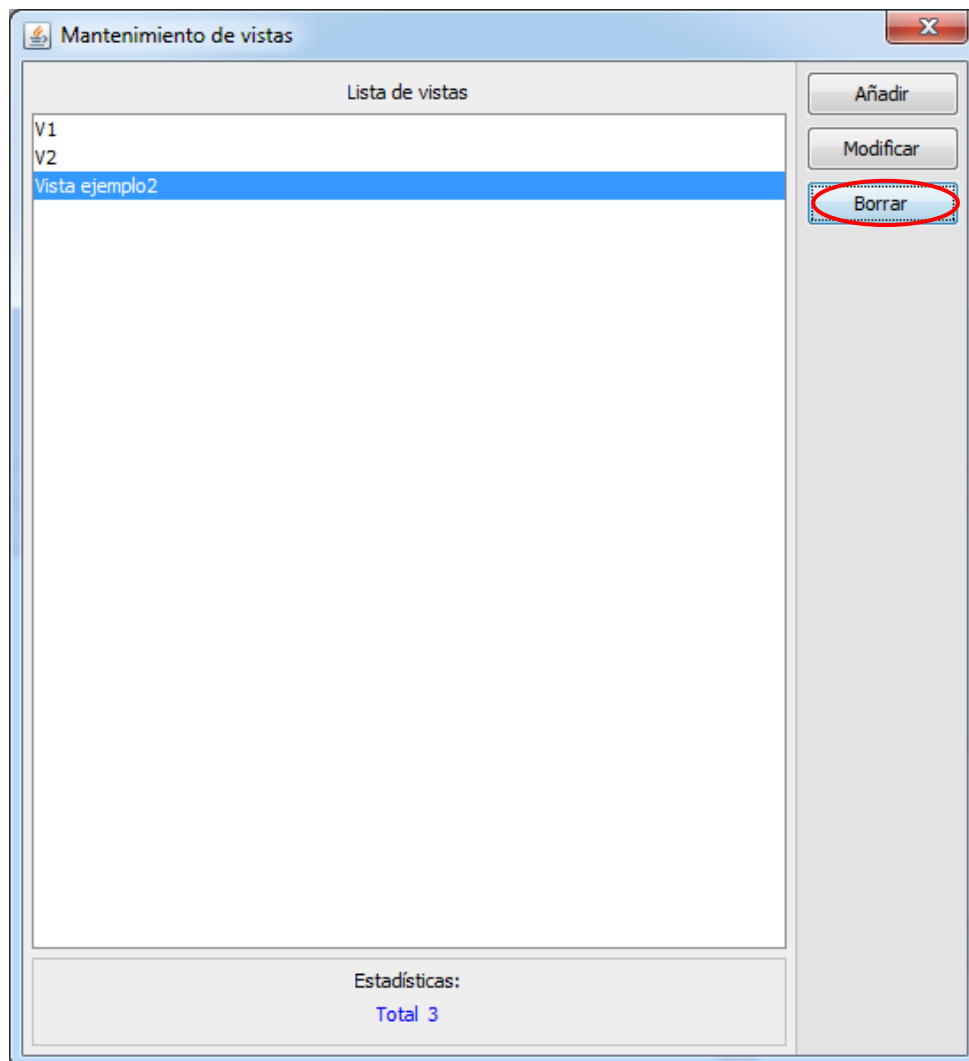 Mantenimiento de vistas
Lista de vistas
V1
V2
Vista ejemplo2
Añadir
Modificar
Borrar
Estadísticas:
Total 3